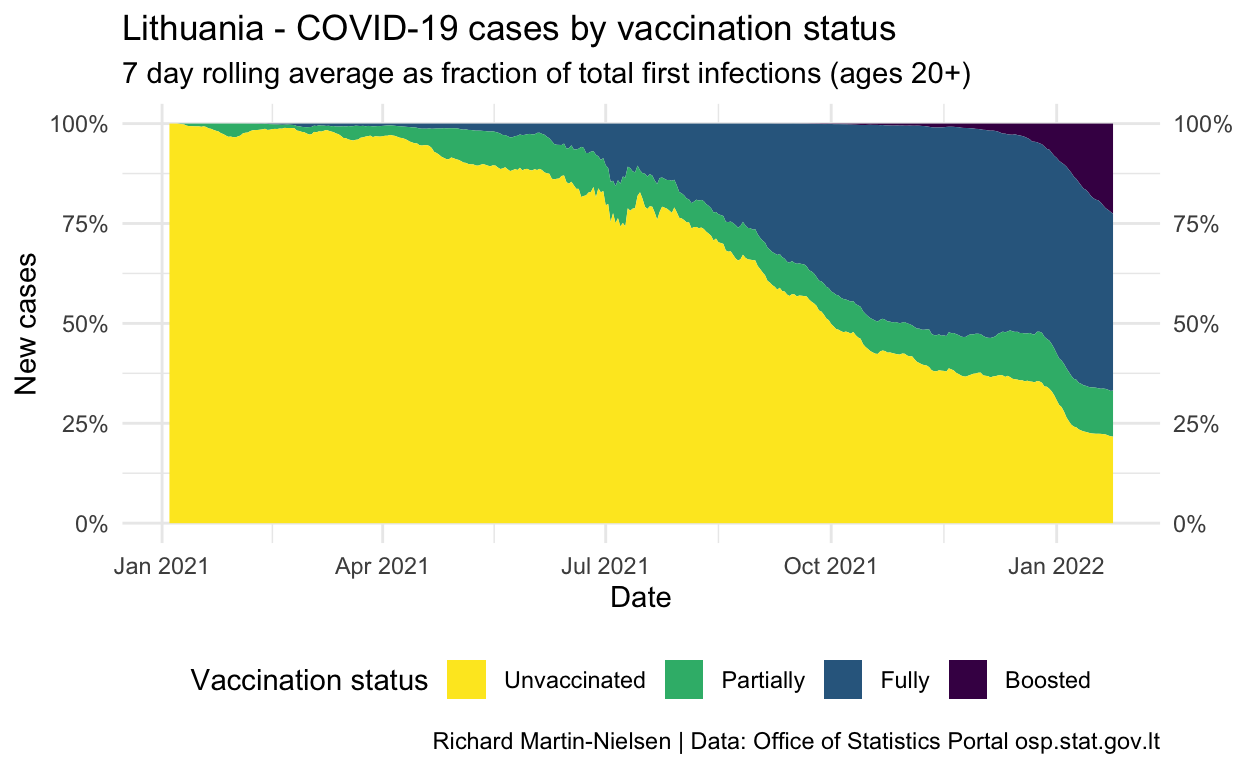 Lithuania - COVID-19 cases by vaccination status
7 day rolling average as fraction of total first infections (ages 20+)
New cases
100%
75%
50%
25%
0%
100%
75%
50%
25%
0%
Jan 2021 Apr 2021 Jul 2021 Oct 2021 Jan 2022
Date
Vaccination status Unvaccinated Partially Fully Boosted
Richard Martin-Nielsen | Data: Office of Statistics Portal osp.stat.gov.lt